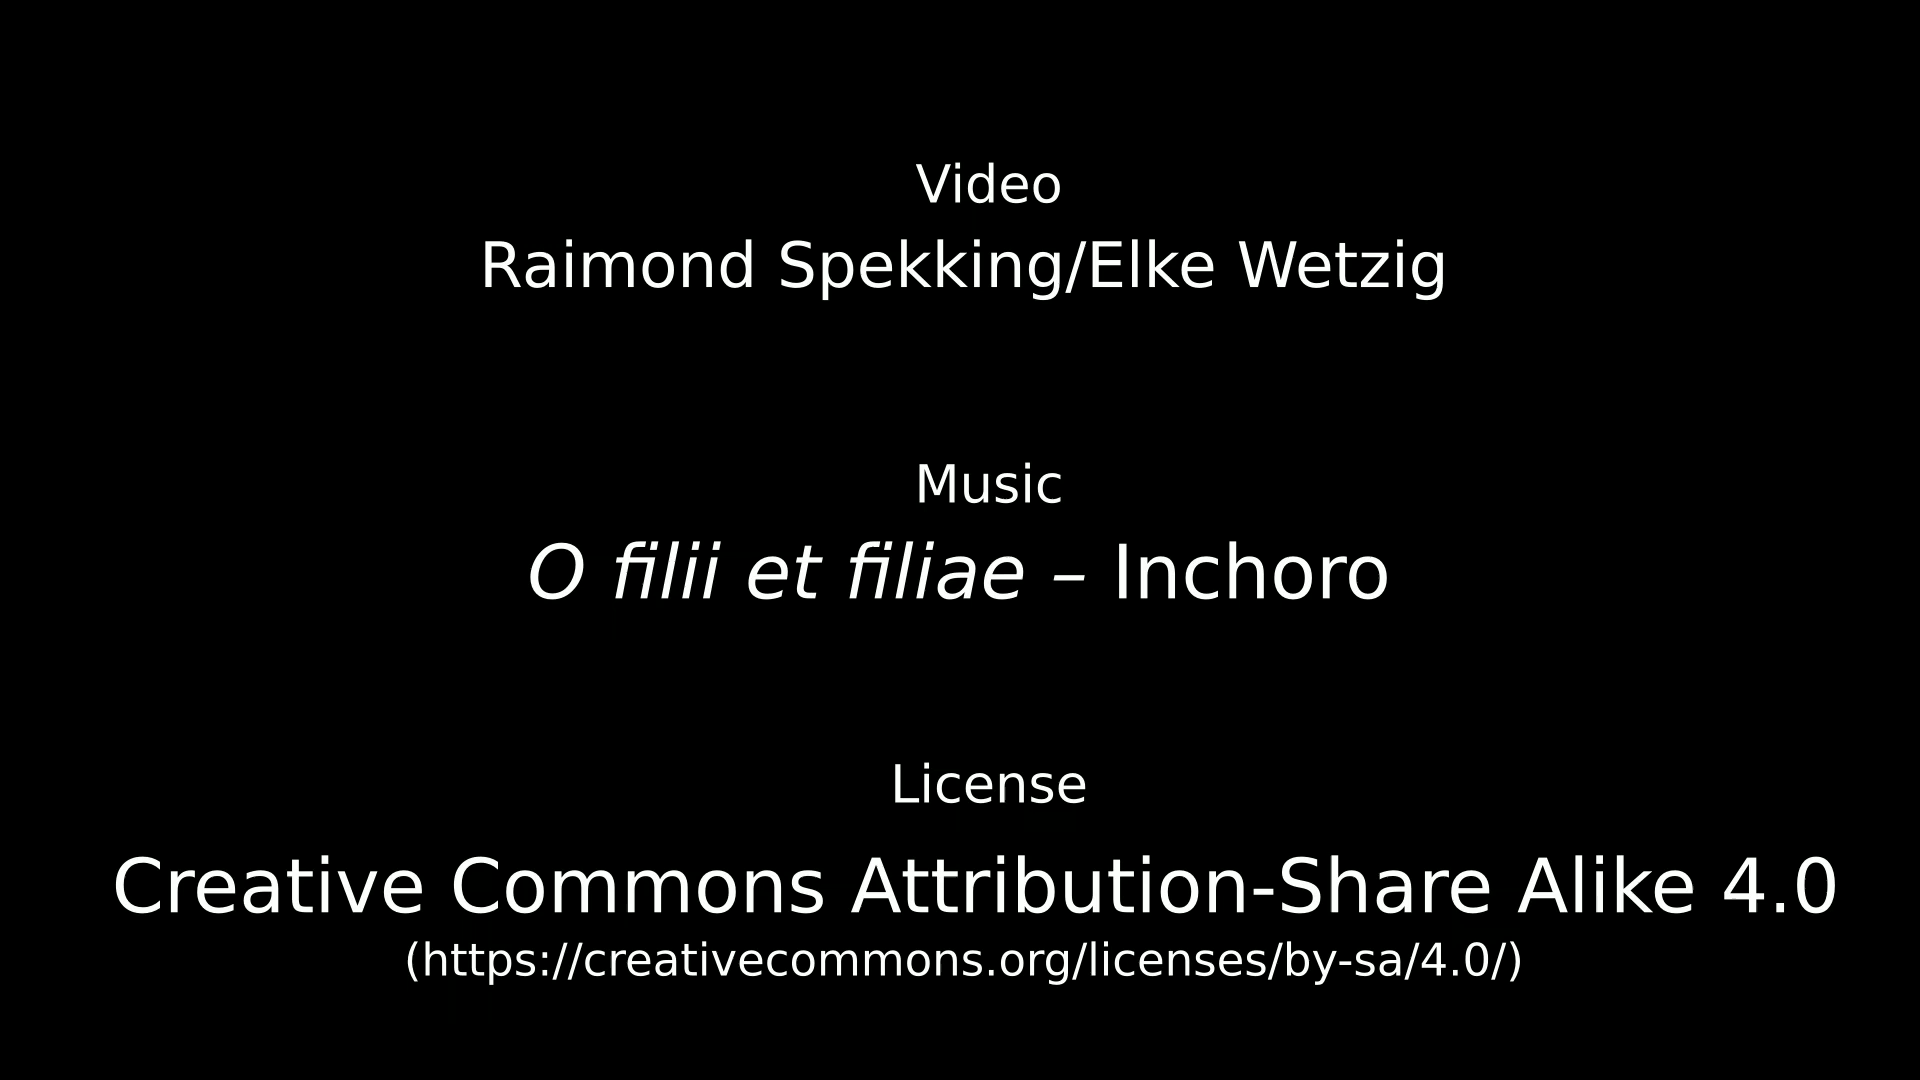 Video
Raimond Spekking/Elke Wetzig
Music
O filii et filiae – Inchoro
License
Creative Commons Attribution-Share Alike 4.0
(https://creativecommons.org/licenses/by-sa/4.0/)